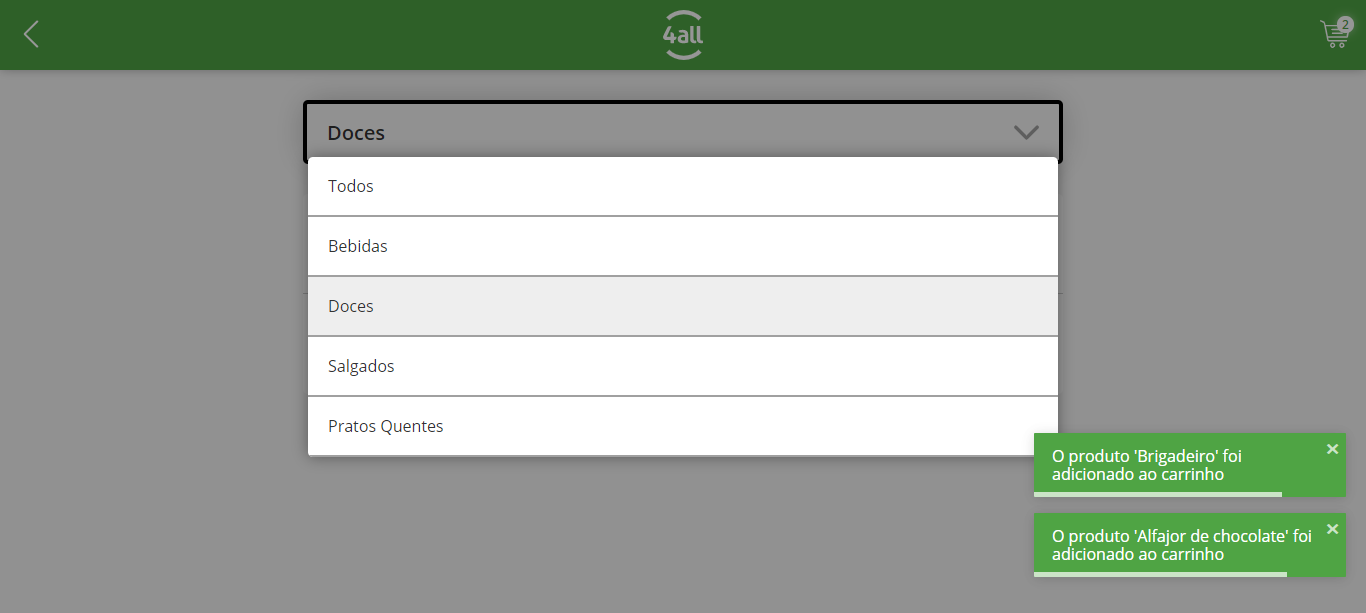 4all
2
Doces
Todos
Bebidas
Doces
Salgados
Pratos Quentes
O produto 'Brigadeiro' foi
adicionado ao carrinho
O produto 'Alfajor de chocolate' foi
adicionado ao carrinho